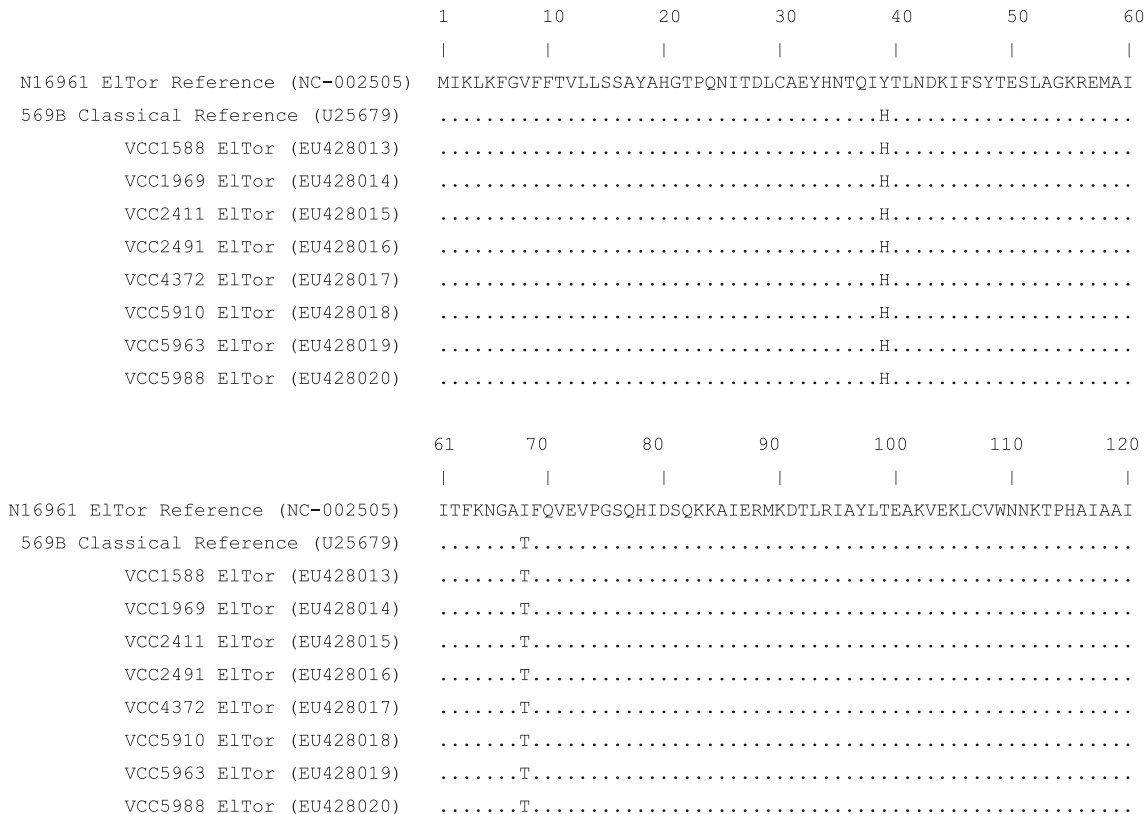 1 10 20 30 40 50 60
| | | | | | |
N16961 ElTor Reference (NC-002505) MIKLKFGVFFTVLLSSAYAHGTPQNITDLCAEYHNTQIYTLNDKIFSYTESLAGKREMAI
569B Classical Reference (U25679) ......................................H.....................
VCC1588 ElTor (EU428013) ......................................H.....................
VCC1969 ElTor (EU428014) ......................................H.....................
VCC2411 ElTor (EU428015) ......................................H.....................
VCC2491 ElTor (EU428016) ......................................H.....................
VCC4372 ElTor (EU428017) ......................................H.....................
VCC5910 ElTor (EU428018) ......................................H.....................
VCC5963 ElTor (EU428019) ......................................H.....................
VCC5988 ElTor (EU428020) ......................................H.....................
61 70 80 90 100 110 120
| | | | | | |
N16961 ElTor Reference (NC-002505) ITFKNGAIFQVEVPGSQHIDSQKKAIERMKDTLRIAYLTEAKVEKLCVWNNKTPHAIAAI
569B Classical Reference (U25679) .......T....................................................
VCC1588 ElTor (EU428013) .......T....................................................
VCC1969 ElTor (EU428014) .......T....................................................
VCC2411 ElTor (EU428015) .......T....................................................
VCC2491 ElTor (EU428016) .......T....................................................
VCC4372 ElTor (EU428017) .......T....................................................
VCC5910 ElTor (EU428018) .......T....................................................
VCC5963 ElTor (EU428019) .......T....................................................
VCC5988 ElTor (EU428020) .......T....................................................